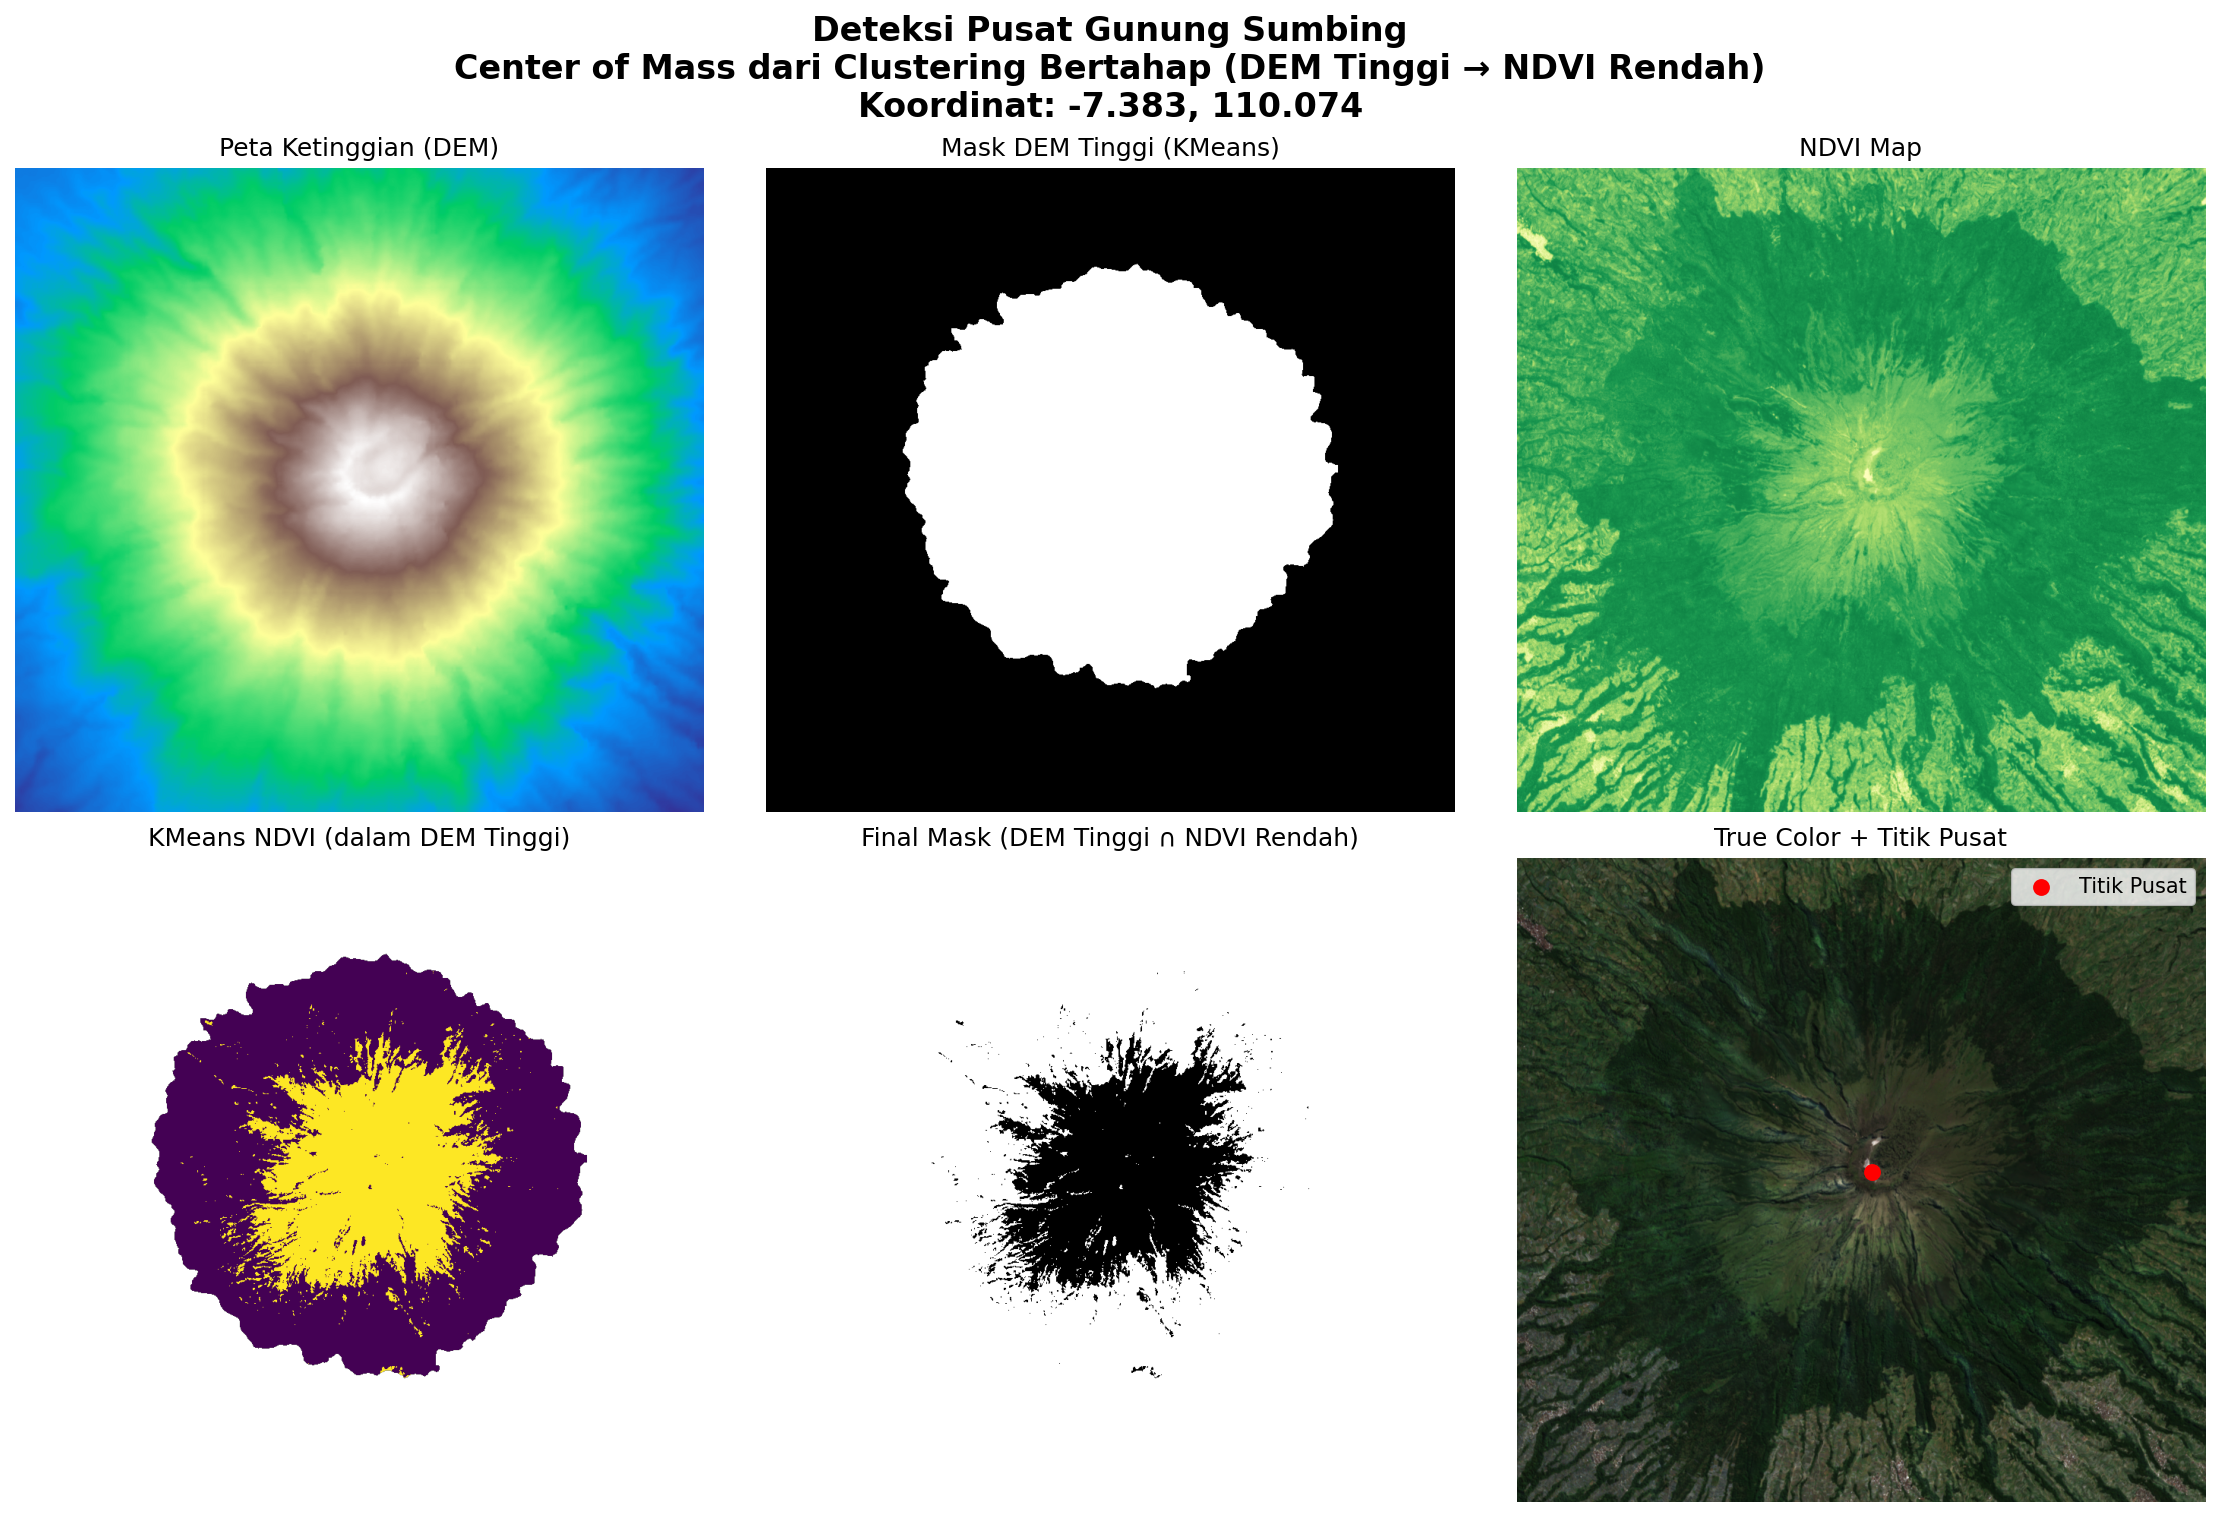 Deteksi Pusat Gunung Sumbing
Center of Mass dari Clustering Bertahap (DEM Tinggi → NDVI Rendah)
Koordinat: -7.383, 110.074
Peta Ketinggian (DEM)
Mask DEM Tinggi (KMeans)
NDVI Map
KMeans NDVI (dalam DEM Tinggi)
Final Mask (DEM Tinggi ∩ NDVI Rendah)
True Color + Titik Pusat
Titik Pusat